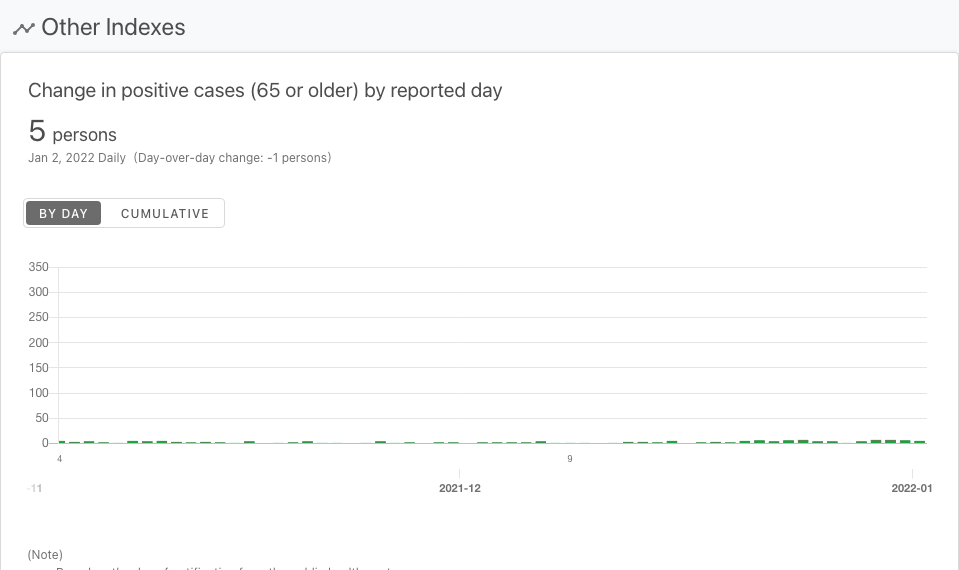 Other Indexes
Change in positive cases (65 or older) by reported day
5 persons
Jan 2, 2022 Daily (Day-over-day change: -1 persons)
BY DAY CUMULATIVE
350
300
250
200
150
100
50
0
4 9
-11 2021-12 2022-01
(Note)